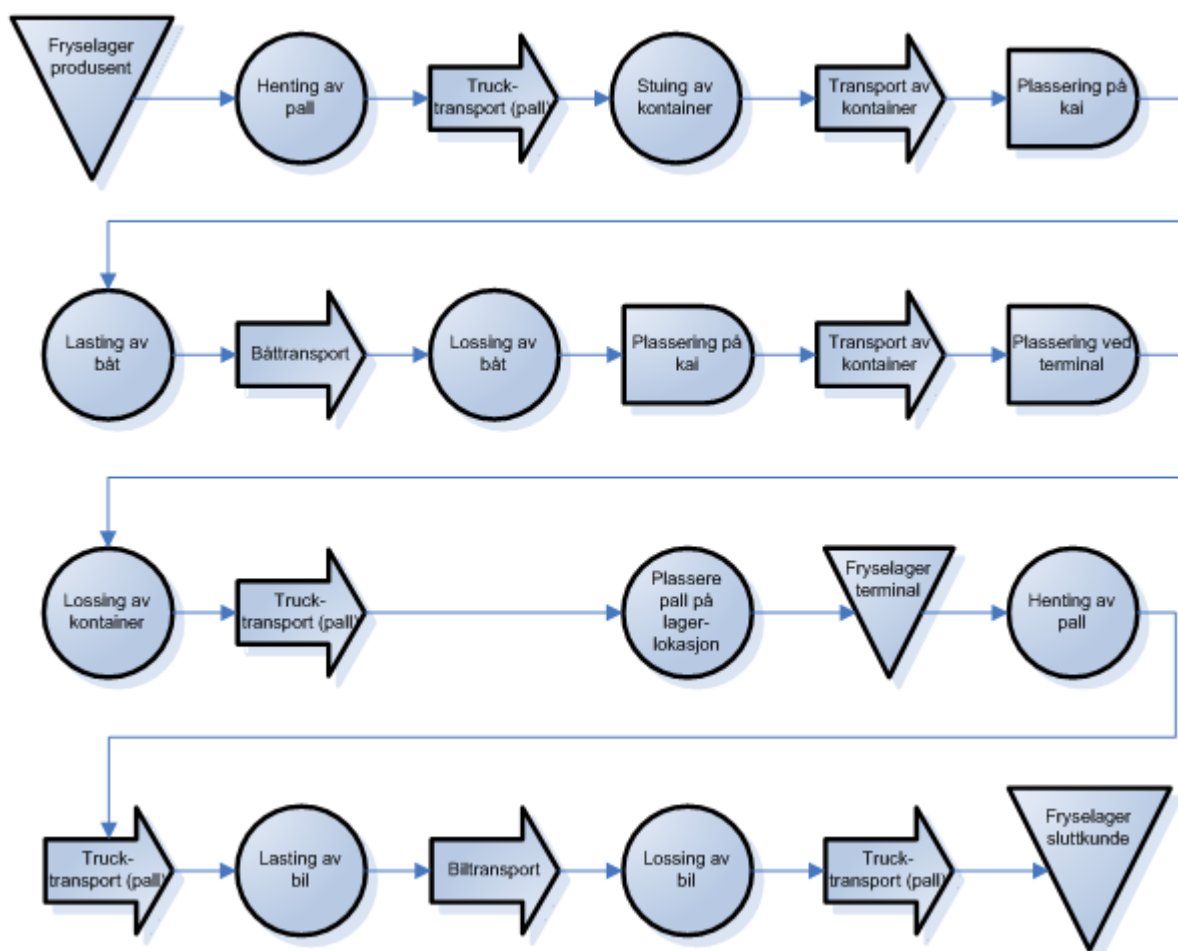 Fryselager
produsent
Henting av
pall
Truck-
transport (pall)
Stuing av
kontainer
Transport av
kontainer
Plassering på
kai
Lasting av
båt
Båttransport
Lossing av
båt
Plassering på
kai
Transport av
kontainer
Plassering ved
terminal
Lossing av
kontainer
Truck-
transport (pall)
Plassere
pall på
lager-
lokasjon
Fryselager
terminal
Henting av
pall
Truck-
transport (pall)
Lasting av
bil
Biltransport
Lossing av
bil
Truck-
transport (pall)
Fryselager
sluttkunde